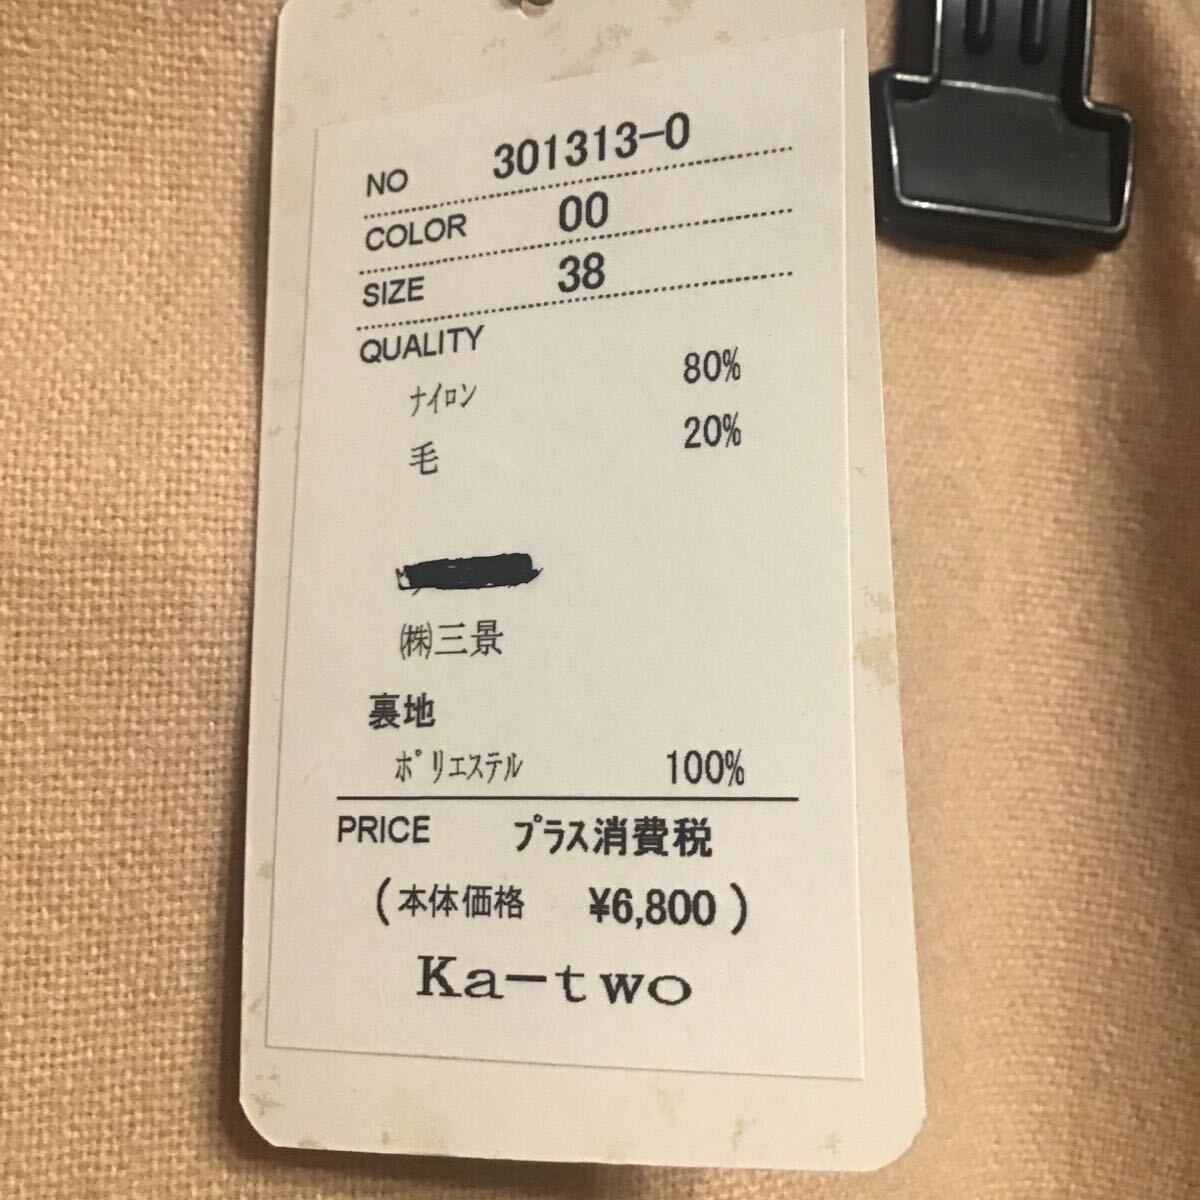 NO 301313-0
COLOR 00
SIZE 38
QUALITY
ナイロン 80%
毛 20%
㈱三景
裏地
ポリエステル 100%
PRICE プラス消費税
(本体価格 ¥6,800)
Ka-two